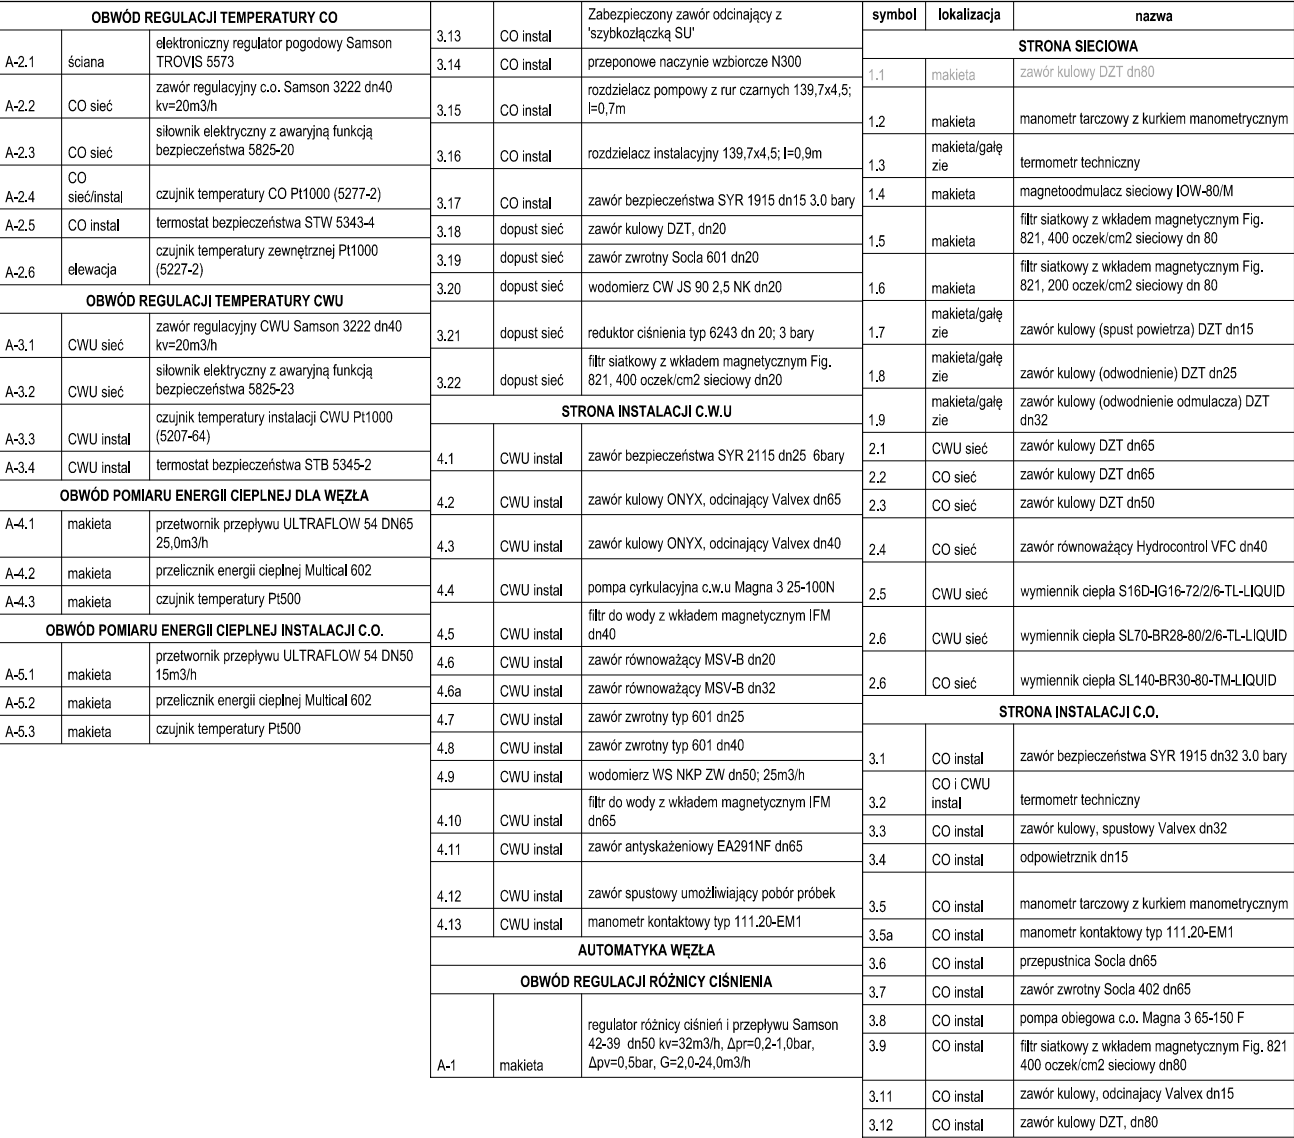 OBWÓD REGULACJI TEMPERATURY CO
A-2.1 ściana elektroniczny regulator pogodowy Samson
TROVIS 5573
A-2.2 CO sieć zawór regulacyjny c.o. Samson 3222 dn40
kv=20m3/h
A-2.3 CO sieć siłownik elektryczny z awaryjną funkcją
bezpieczeństwa 5825-20
A-2.4 CO
sieć/instal czujnik temperatury CO Pt1000 (5277-2)
A-2.5 CO instal termostat bezpieczeństwa STW 5343-4
A-2.6 elewacja czujnik temperatury zewnętrznej Pt1000
(5227-2)
OBWÓD REGULACJI TEMPERATURY CWU
A-3.1 CWU sieć zawór regulacyjny CWU Samson 3222 dn40
kv=20m3/h
A-3.2 CWU sieć siłownik elektryczny z awaryjną funkcją
bezpieczeństwa 5825-23
A-3.3 CWU instal czujnik temperatury instalacji CWU Pt1000
(5207-64)
A-3.4 CWU instal termostat bezpieczeństwa STB 5345-2
OBWÓD POMIARU ENERGII CIEPLNEJ DLA WĘZŁA
A-4.1 makieta przetwornik przepływu ULTRAFLOW 54 DN65
25,0m3/h
A-4.2 makieta przelicznik energii cieplnej Multical 602
A-4.3 makieta czujnik temperatury Pt500
OBWÓD POMIARU ENERGII CIEPLNEJ INSTALACJI C.O.
A-5.1 makieta przetwornik przepływu ULTRAFLOW 54 DN50
15m3/h
A-5.2 makieta przelicznik energii cieplnej Multical 602
A-5.3 makieta czujnik temperatury Pt500
3.13 CO instal Zabezpieczony zawór odcinający z
'szybkozłączką SU'
3.14 CO instal przeponowe naczynie wzbiorcze N300
3.15 CO instal rozdzielacz pompowy z rur czarnych 139,7x4,5;
l=0,7m
3.16 CO instal rozdzielacz instalacyjny 139,7x4,5; l=0,9m
3.17 CO instal zawór bezpieczeństwa SYR 1915 dn15 3.0 bary
3.18 dopust sieć zawór kulowy DZT, dn20
3.19 dopust sieć zawór zwrotny Socla 601 dn20
3.20 dopust sieć wodomierz CW JS 90 2,5 NK dn20
3.21 dopust sieć reduktor ciśnienia typ 6243 dn 20; 3 bary
3.22 dopust sieć filtr siatkowy z wkładem magnetycznym Fig.
821, 400 oczek/cm2 sieciowy dn20
STRONA INSTALACJI C.W.U
4.1 CWU instal zawór bezpieczeństwa SYR 2115 dn25 6bary
4.2 CWU instal zawór kulowy ONYX, odcinający Valvex dn65
4.3 CWU instal zawór kulowy ONYX, odcinający Valvex dn40
4.4 CWU instal pompa cyrkulacyjna c.w.u Magna 3 25-100N
4.5 CWU instal filtr do wody z wkładem magnetycznym IFM
dn40
4.6 CWU instal zawór równoważący MSV-B dn20
4.6a CWU instal zawór równoważący MSV-B dn32
4.7 CWU instal zawór zwrotny typ 601 dn25
4.8 CWU instal zawór zwrotny typ 601 dn40
4.9 CWU instal wodomierz WS NKP ZW dn50; 25m3/h
4.10 CWU instal filtr do wody z wkładem magnetycznym IFM
dn65
4.11 CWU instal zawór antyskażeniowy EA291NF dn65
4.12 CWU instal zawór spustowy umożliwiający pobór próbek
4.13 CWU instal manometr kontaktowy typ 111.20-EM1
AUTOMATYKA WĘZŁA
OBWÓD REGULACJI RÓŻNICY CIŚNIENIA
A-1 makieta regulator różnicy ciśnień i przepływu Samson
42-39 dn50 kv=32m3/h, Δpr=0,2-1,0bar,
Δpv=0,5bar, G=2,0-24,0m3/h
symbol lokalizacja nazwa
STRONA SIECIOWA
1.1 makieta zawór kulowy DZT dn80
1.2 makieta manometr tarczowy z kurkiem manometrycznym
1.3 makieta/gałę
zie termometr techniczny
1.4 makieta magnetoodmulacz sieciowy IOW-80/M
1.5 makieta filtr siatkowy z wkładem magnetycznym Fig.
821, 400 oczek/cm2 sieciowy dn 80
1.6 makieta filtr siatkowy z wkładem magnetycznym Fig.
821, 200 oczek/cm2 sieciowy dn 80
1.7 makieta/gałę
zie zawór kulowy (spust powietrza) DZT dn15
1.8 makieta/gałę
zie zawór kulowy (odwodnienie) DZT dn25
1.9 makieta/gałę
zie zawór kulowy (odwodnienie odmulacza) DZT
dn32
2.1 CWU sieć zawór kulowy DZT dn65
2.2 CO sieć zawór kulowy DZT dn65
2.3 CO sieć zawór kulowy DZT dn50
2.4 CO sieć zawór równoważący Hydrocontrol VFC dn40
2.5 CWU sieć wymiennik ciepła S16D-IG16-72/2/6-TL-LIQUID
2.6 CWU sieć wymiennik ciepła SL70-BR28-80/2/6-TL-LIQUID
2.6 CO sieć wymiennik ciepła SL140-BR30-80-TM-LIQUID
STRONA INSTALACJI C.O.
3.1 CO instal zawór bezpieczeństwa SYR 1915 dn32 3.0 bary
3.2 CO i CWU
instal termometr techniczny
3.3 CO instal zawór kulowy, spustowy Valvex dn32
3.4 CO instal odpowietrznik dn15
3.5 CO instal manometr tarczowy z kurkiem manometrycznym
3.5a CO instal manometr kontaktowy typ 111.20-EM1
3.6 CO instal przepustnica Socla dn65
3.7 CO instal zawór zwrotny Socla 402 dn65
3.8 CO instal pompa obiegowa c.o. Magna 3 65-150 F
3.9 CO instal filtr siatkowy z wkładem magnetycznym Fig. 821
400 oczek/cm2 sieciowy dn80
3.11 CO instal zawór kulowy, odcinajacy Valvex dn15
3.12 CO instal zawór kulowy DZT, dn80